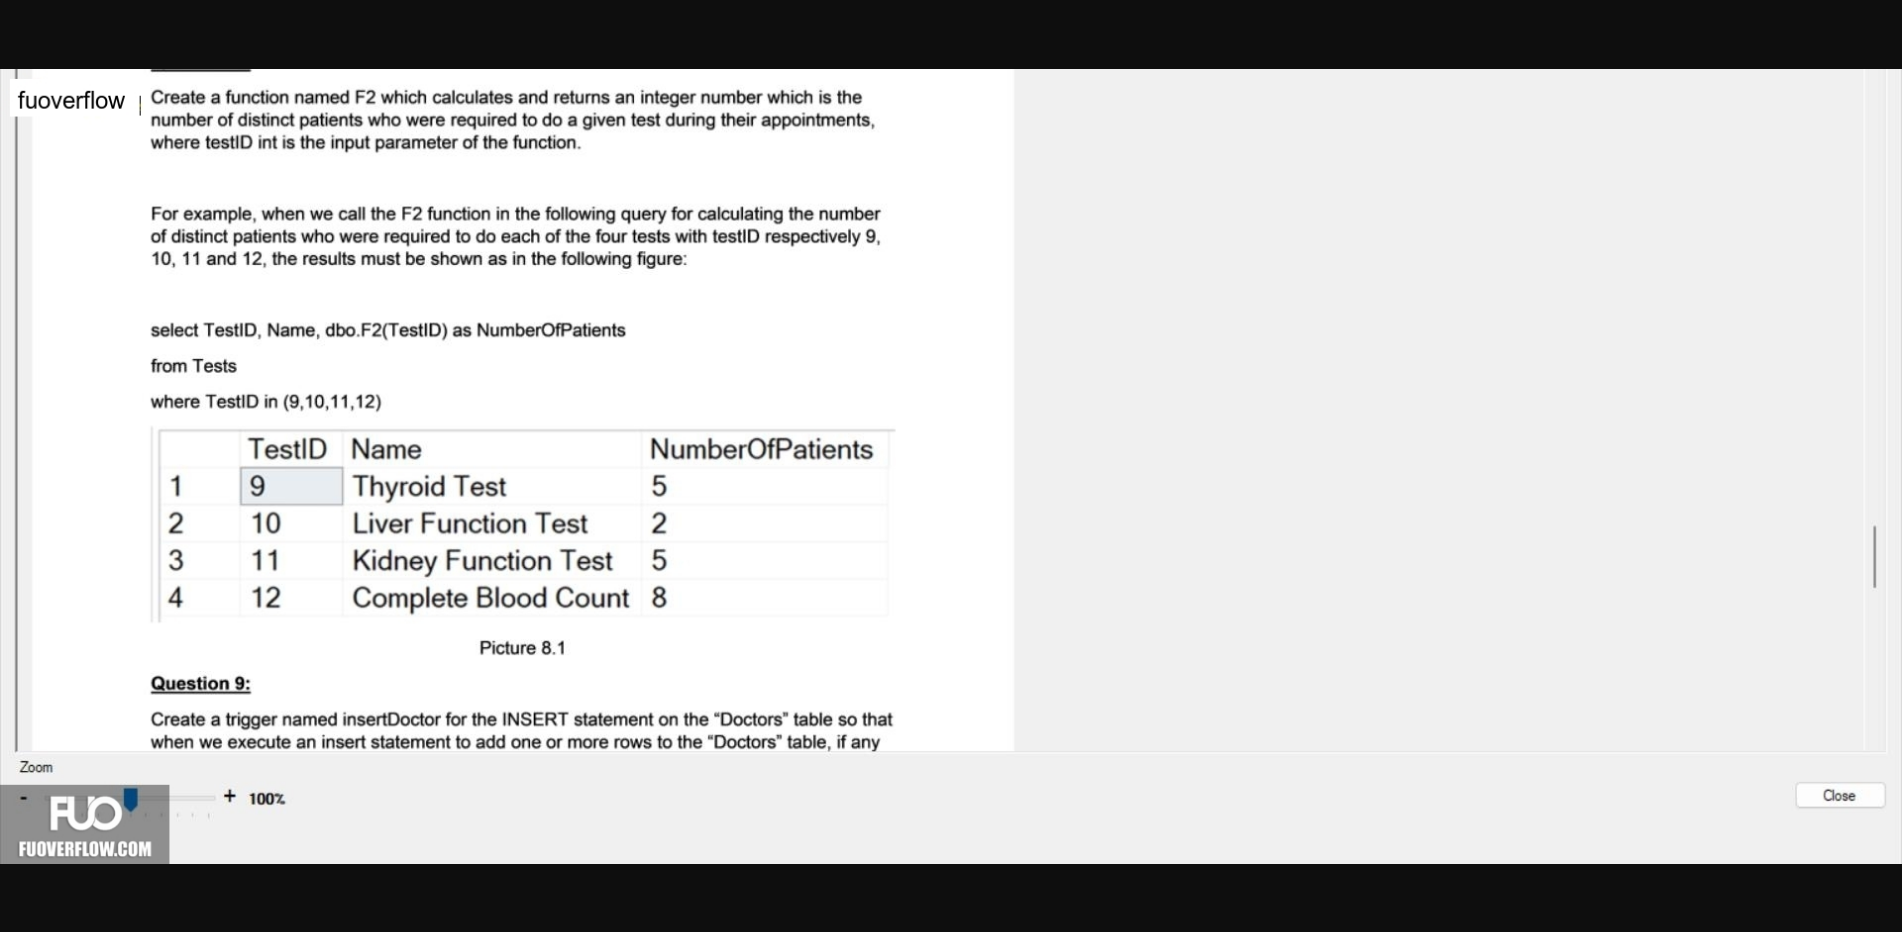 fuoverflow
Create a function named F2 which calculates and returns an integer number which is the
number of distinct patients who were required to do a given test during their appointments,
where testID int is the input parameter of the function.
For example, when we call the F2 function in the following query for calculating the number
of distinct patients who were required to do each of the four tests with testID respectively 9,
10, 11 and 12, the results must be shown as in the following figure:
select TestID, Name, dbo.F2(TestID) as NumberOfPatients
from Tests
where TestID in (9,10,11,12)
TestID Name NumberOfPatients
1 9 Thyroid Test 5
2 10 Liver Function Test 2
3 11 Kidney Function Test 5
4 12 Complete Blood Count 8
Picture 8.1
Question 9:
Create a trigger named insertDoctor for the INSERT statement on the “Doctors” table so that
when we execute an insert statement to add one or more rows to the “Doctors” table, if any
Zoom
- + 100%
Close
FUO
FUOVERFLOW.COM